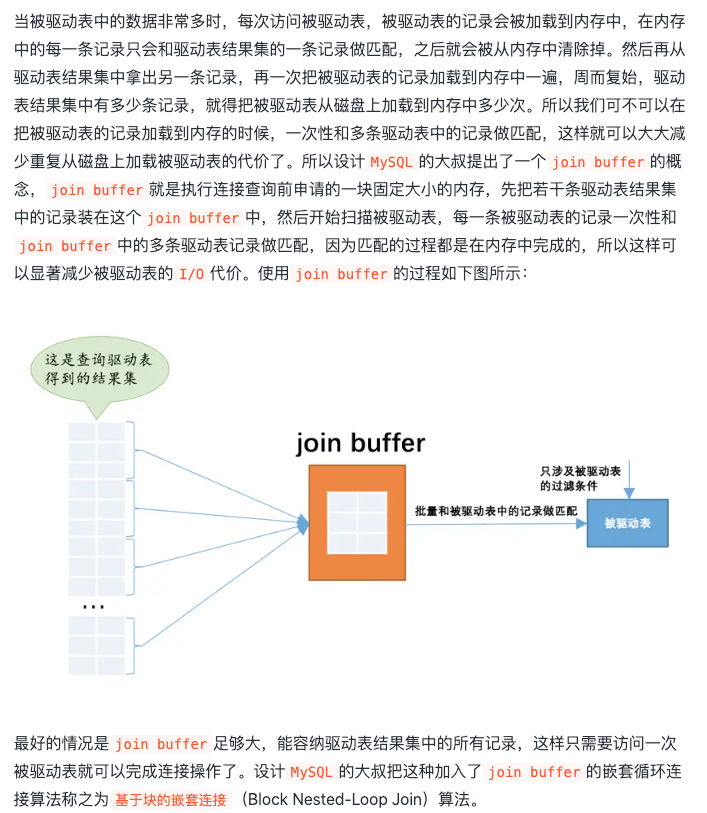 当被驱动表中的数据非常多时，每次访问被驱动表，被驱动表的记录会被加载到内存中，在内存
中的每一条记录只会和驱动表结果集的一条记录做匹配，之后就会被从内存中清除掉。然后再从
驱动表结果集中拿出另一条记录，再一次把被驱动表的记录加载到内存中一遍，周而复始，驱动
表结果集中有多少条记录，就得把被驱动表从磁盘上加载到内存中多少次。所以我们可不可以在
把被驱动表的记录加载到内存的时候，一次性和多条驱动表中的记录做匹配，这样就可以大大减
少重复从磁盘上加载被驱动表的代价了。所以设计 MySQL 的大叔提出了一个 join buffer 的概
念， join buffer 就是执行连接查询前申请的一块固定大小的内存，先把若干条驱动表结果集
中的记录装在这个 join buffer 中，然后开始扫描被驱动表，每一条被驱动表的记录一次性和
join buffer 中的多条驱动表记录做匹配，因为匹配的过程都是在内存中完成的，所以这样可
以显著减少被驱动表的 I/O 代价。使用 join buffer 的过程如下图所示：
这是查询驱动表
得到的结果集
join buffer
只涉及被驱动表
的过滤条件
批量和被驱动表中的记录做匹配
被驱动表
...
最好的情况是 join buffer 足够大，能容纳驱动表结果集中的所有记录，这样只需要访问一次
被驱动表就可以完成连接操作了。设计 MySQL 的大叔把这种加入了 join buffer 的嵌套循环连
接算法称之为 基于块的嵌套连接 （Block Nested-Loop Join）算法。